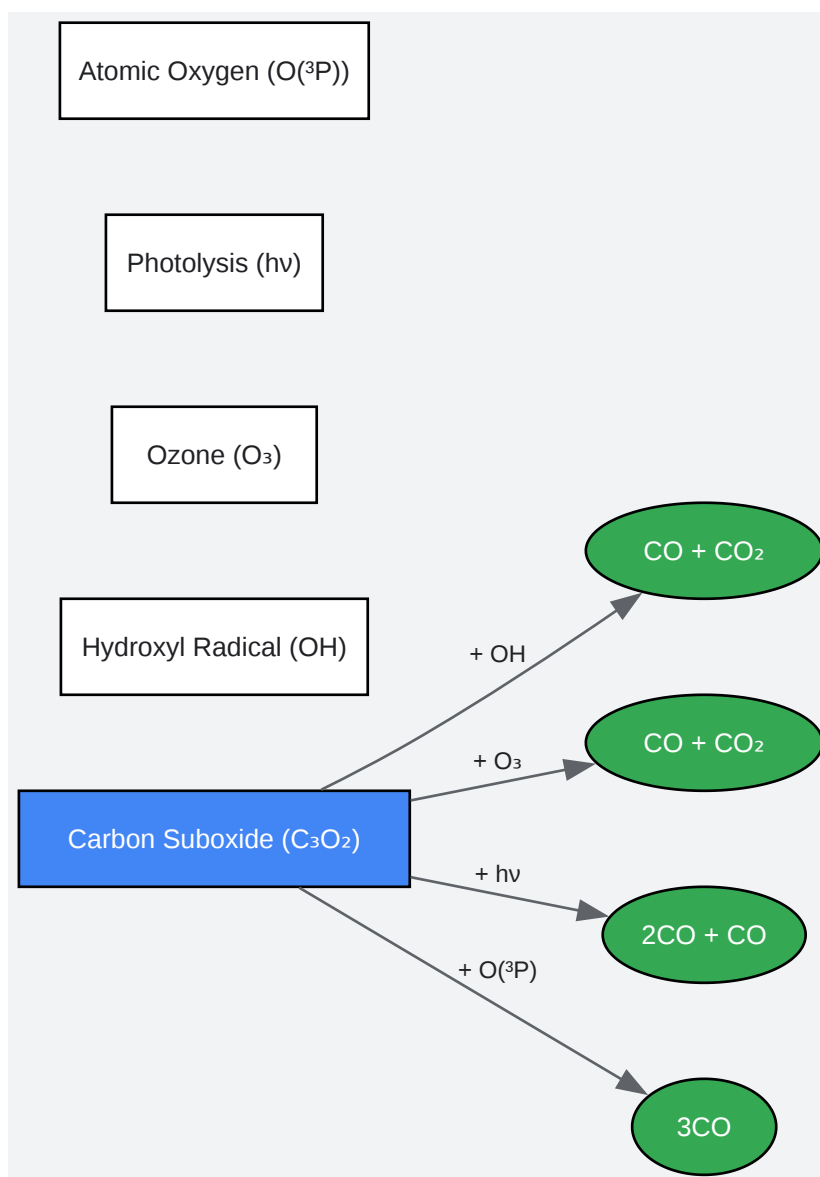 Atomic Oxygen (O(³P))
Photolysis (hν)
Ozone (O₃)
CO + CO₂
Hydroxyl Radical (OH)
+ OH
CO + CO₂
+ O₃
Carbon Suboxide (C₃O₂)
+ hν
2CO + CO
+ O(³P)
3CO